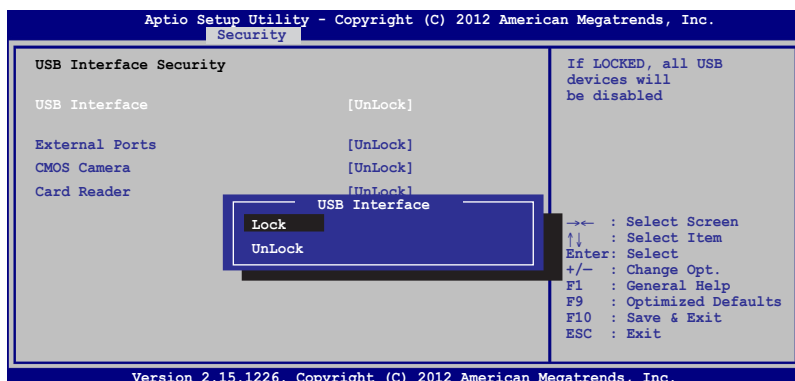 Aptio Setup Utility - Copyright (C) 2012 American Megatrends, Inc.
Security
USB Interface Security
USB Interface [UnLock]
External Ports [UnLock]
CMOS Camera [UnLock]
Card Reader [UnLock]
USB Interface
Lock
UnLock
If LOCKED, all USB
devices will
be disabled
→← : Select Screen
↑↓ : Select Item
Enter: Select
+/— : Change Opt.
F1 : General Help
F9 : Optimized Defaults
F10 : Save & Exit
ESC : Exit
Version 2.15.1226. Copyright (C) 2012 American Megatrends, Inc.